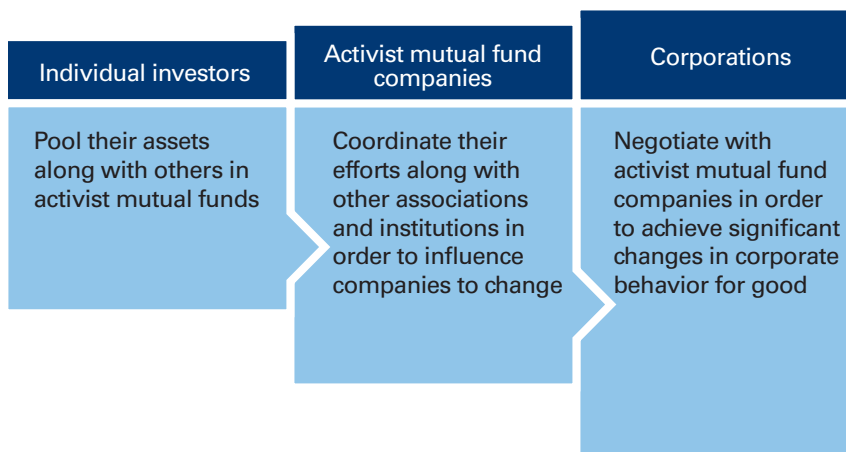 Individual investors
Pool their assets
along with others in
activist mutual funds
Activist mutual fund
companies
Coordinate their
efforts along with
other associations
and institutions in
order to influence
companies to change
Corporations
Negotiate with
activist mutual fund
companies in order
to achieve significant
changes in corporate
behavior for good